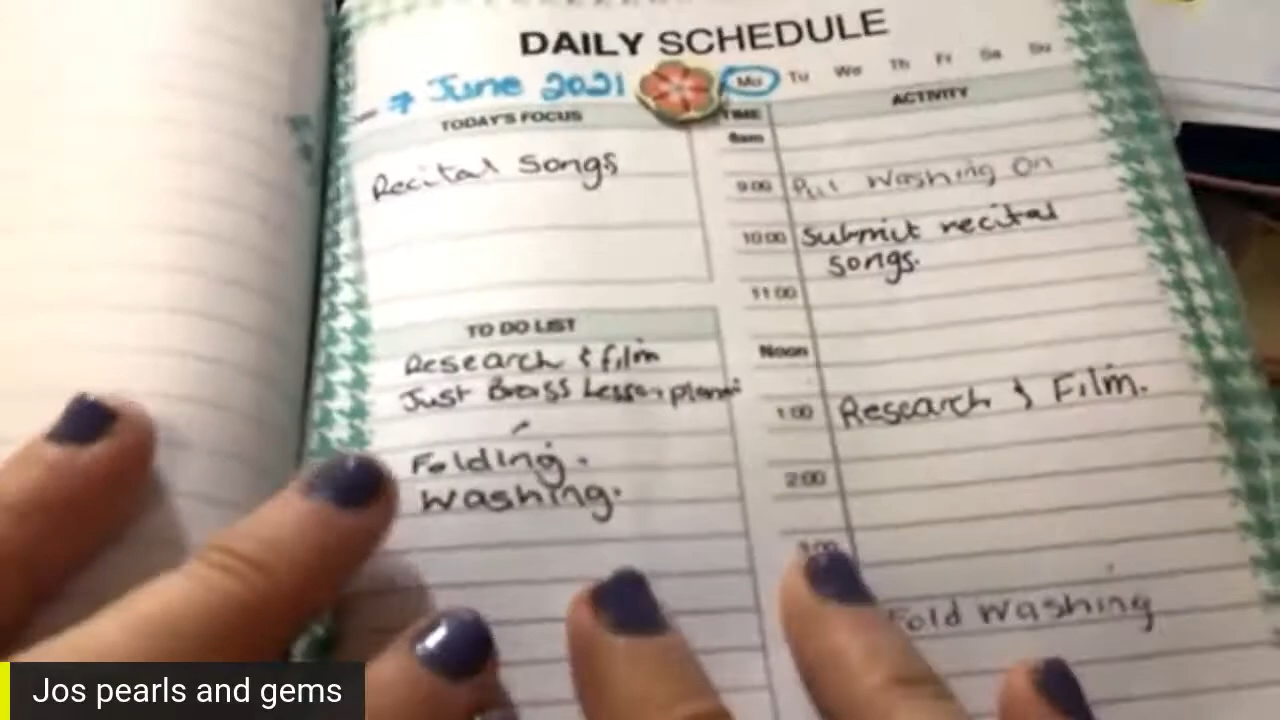 DAILY SCHEDULE
7 June 2021
Mo Tu We Th Fr Sa Su
TODAY'S FOCUS
Recital Songs
TO DO LIST
Research & film
Just Brass Lesson plans
Folding.
Washing.
TIME ACTIVITY
8am
9:00 Put Washing On
10:00 Submit recital
songs.
11:00
Noon
1:00 Research & Film.
2:00
3:00
Fold Washing
Jos pearls and gems